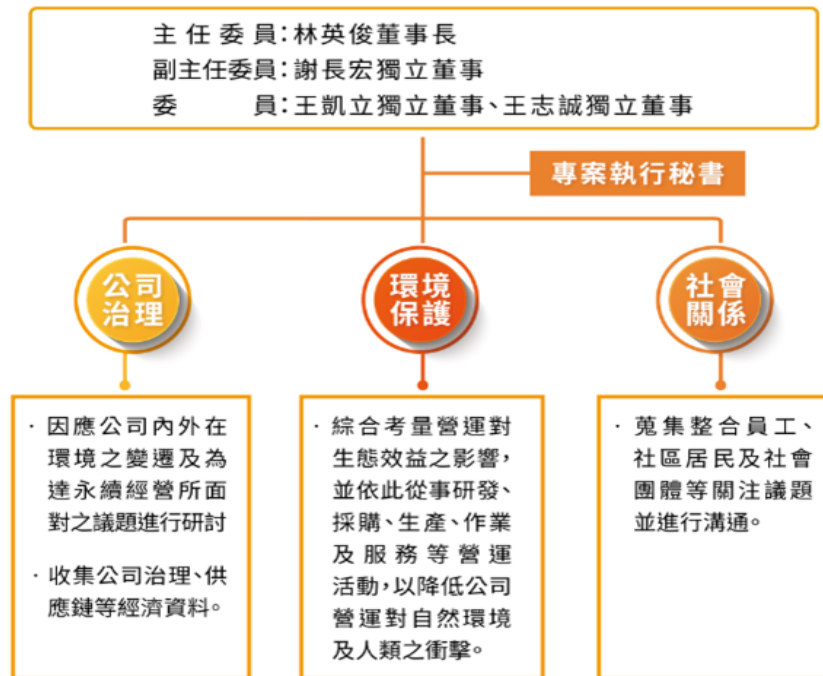 主任委員：林英俊董事長
副主任委員：謝長宏獨立董事
委員：王凱立獨立董事、王志誠獨立董事
專案執行秘書
公司
治理
環境
保護
社會
關係
· 因應公司內外在
環境之變遷及為
達永續經營所面
對之議題進行研討
· 收集公司治理、供
應鏈等經濟資料。
· 綜合考量營運對
生態效益之影響，
並依此從事研發、
採購、生產、作業
及服務等營運
活動，以降低公司
營運對自然環境
及人類之衝擊。
· 蒐集整合員工、
社區居民及社會
團體等關注議題
並進行溝通。